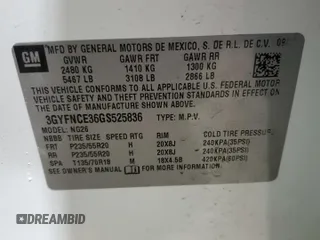 GM MFD BY GENERAL MOTORS DE MEXICO, S. DE R.L. DE C.V.
GVWR GAWR FRT GAWR RR
2480 KG 1410 KG 1300 KG
5467 LB 3108 LB 2866 LB
THIS VEHICLE CONFORMS TO ALL APPLICABLE U.S. FEDERAL MOTOR
VEHICLE SAFETY, BUMPER, AND THEFT PREVENTION STANDARDS IN
EFFECT ON THE DATE OF MANUFACTURE SHOWN ABOVE.
3GYFNCE36GS525836 TYPE: M.P.V.
MODEL: NG26
TIRE SIZE SPEED RTG RIM COLD TIRE PRESSURE
FRT P235/55R20 H 20X8J 240KPA(35PSI)
RR P235/55R20 H 20X8J 240KPA(35PSI)
SPA T135/70R18 M 18X4.5B 420KPA(60PSI)
SEE OWNER'S MANUAL FOR MORE INFORMATION.
DREAMBID